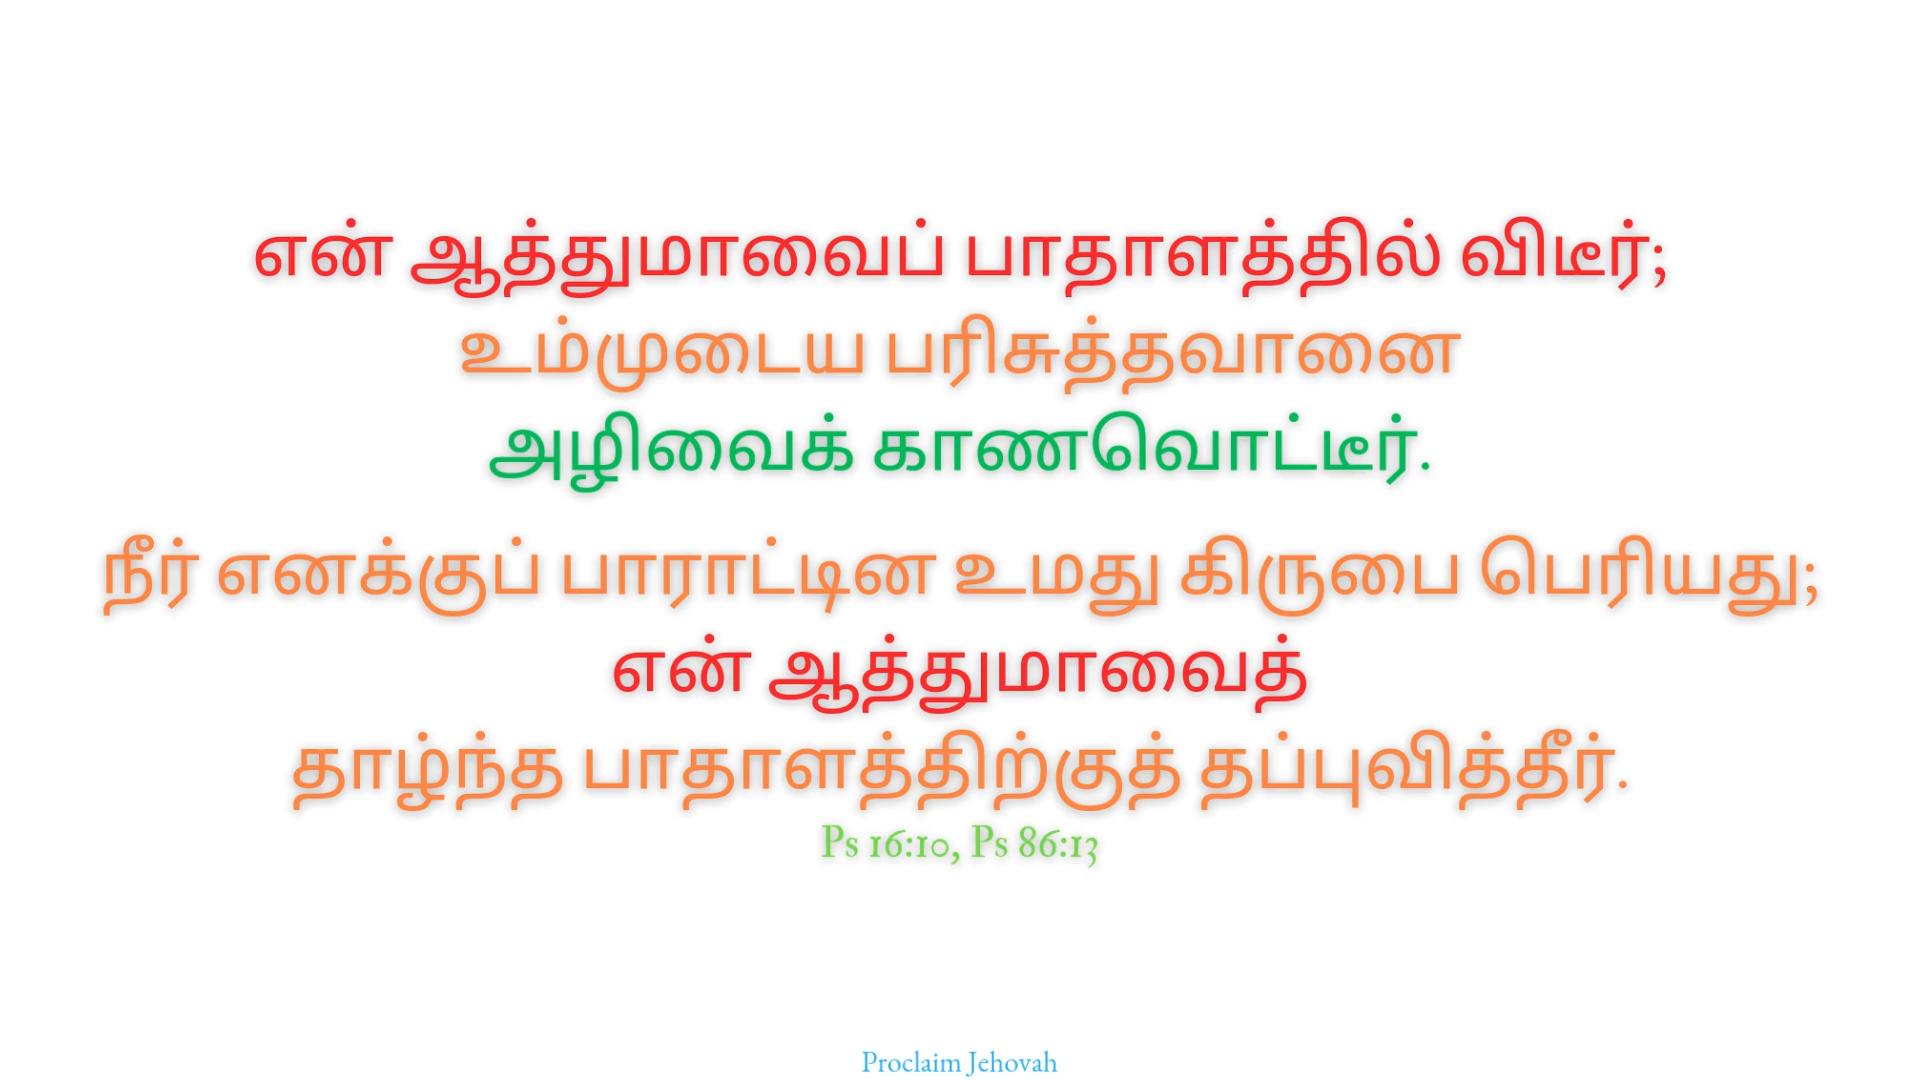 என் ஆத்துமாவைப் பாதாளத்தில் விடீர்;
உம்முடைய பரிசுத்தவானை
அழிவைக் காணவொட்டீர்.
நீர் எனக்குப் பாராட்டின உமது கிருபை பெரியது;
என் ஆத்துமாவைத்
தாழ்ந்த பாதாளத்திற்குத் தப்புவித்தீர்.
Ps 16:10, Ps 86:13
Proclaim Jehovah